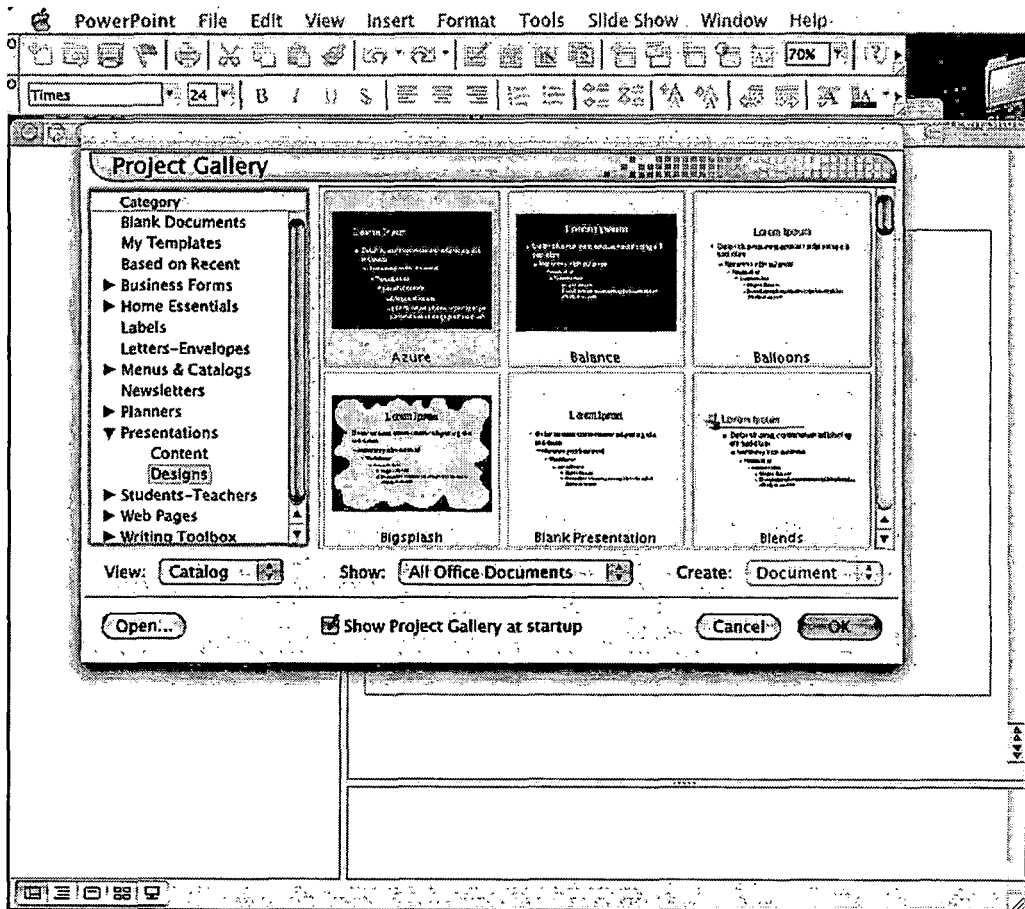 PowerPoint File Edit View Insert Format Tools Slide Show Window Help
70%
Times 24 B I U S
Project Gallery
Category
Blank Documents
My Templates
Based on Recent
Business Forms
Home Essentials
Labels
Letters-Envelopes
Menus & Catalogs
Newsletters
Planners
Presentations
Content
Designs
Students-Teachers
Web Pages
Writing Toolbox
Lorem Ipsum
Azure
Lorem Ipsum
Balance
Lorem Ipsum
Balloons
Lorem Ipsum
Bigsplash
Lorem Ipsum
Blank Presentation
Lorem Ipsum
Blends
View: Catalog Show: All Office Documents Create: Document
Open... Show Project Gallery at startup Cancel OK